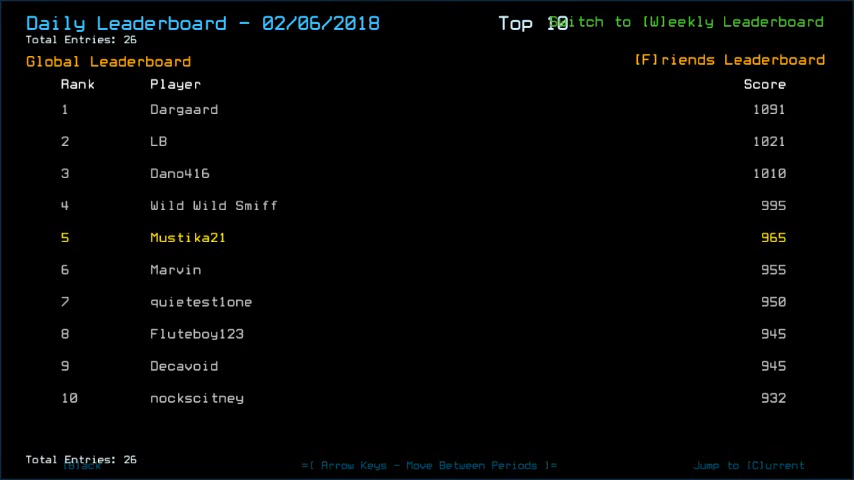 Daily Leaderboard - 02/06/2018
Top 10
Switch to [W]eekly Leaderboard
Total Entries: 26
Global Leaderboard
[F]riends Leaderboard
Rank Player Score
1 Dargaard 1091
2 LB 1021
3 Dano416 1010
4 Wild Wild Smiff 995
5 Mustika21 965
6 Marvin 955
7 quietest1one 950
8 Fluteboy123 945
9 Decavoid 945
10 nockscitney 932
Total Entries: 26
[B]ack
=[ Arrow Keys - Move Between Periods ]=
Jump to [C]urrent